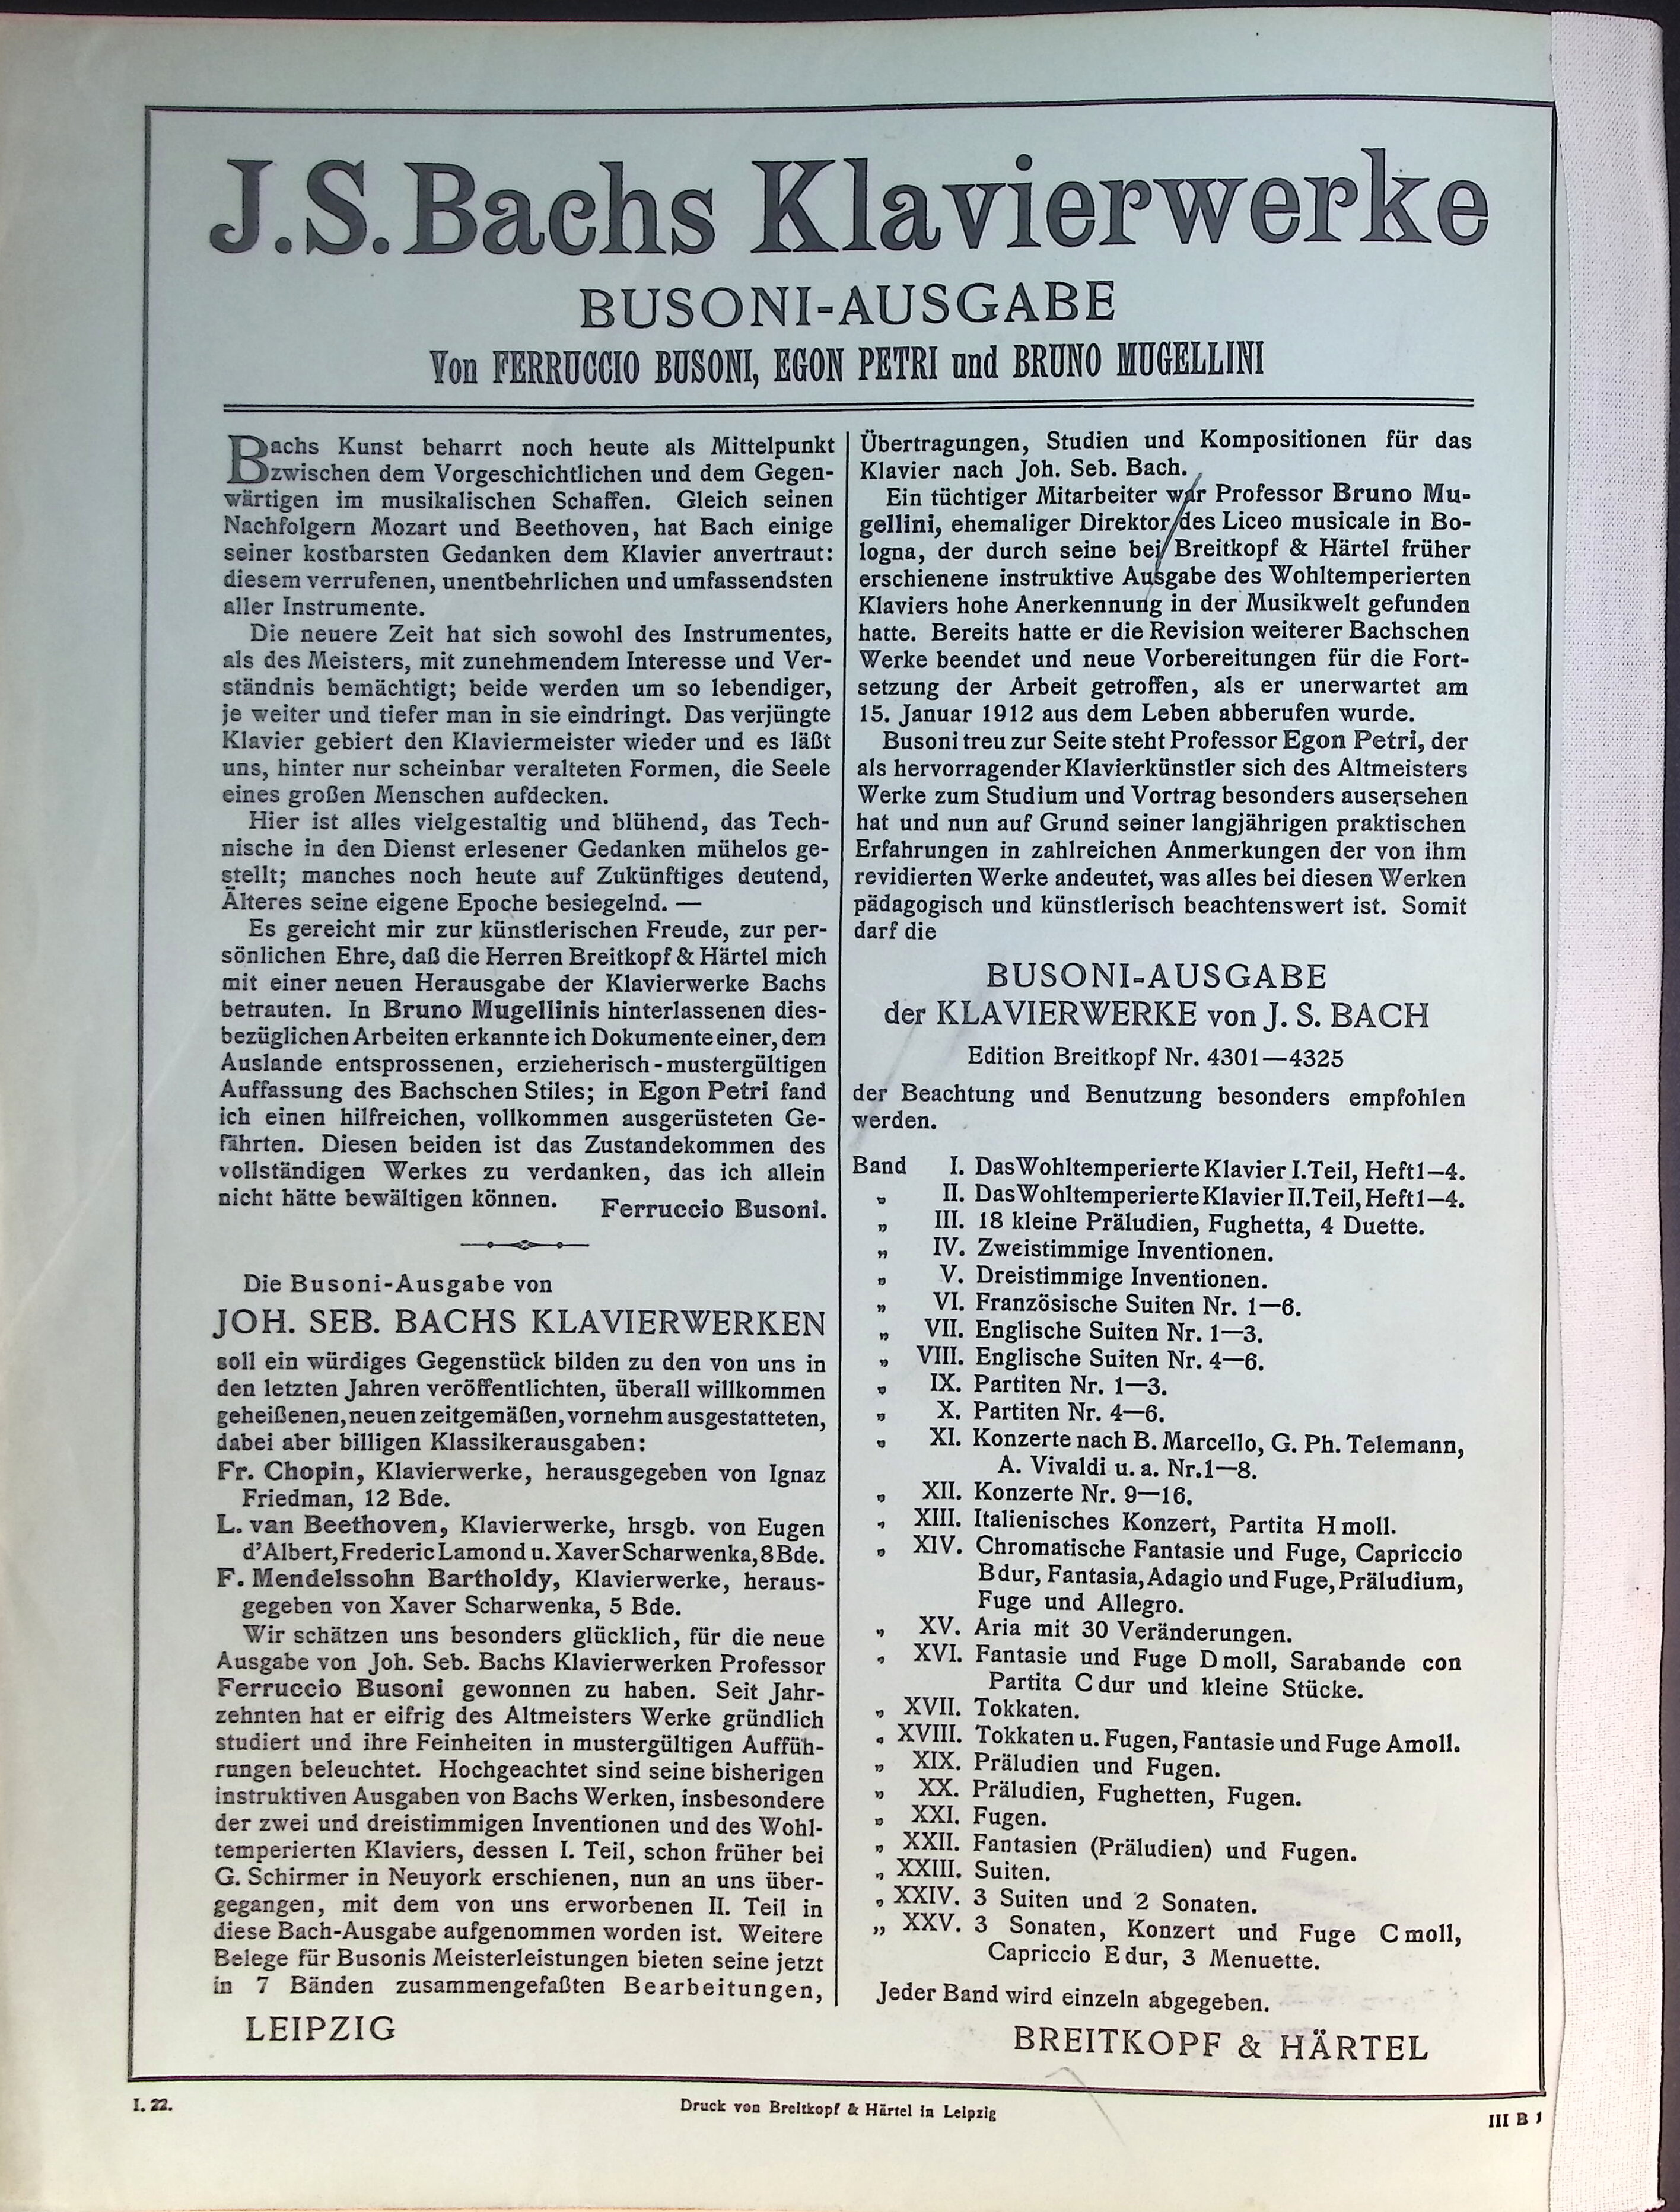 J.S. Bachs Klavierwerke
BUSONI-AUSGABE
Von FERRUCCIO BUSONI, EGON PETRI und BRUNO MUGELLINI
Bachs Kunst beharrt noch heute als Mittelpunkt
zwischen dem Vorgeschichtlichen und dem Gegen-
wärtigen im musikalischen Schaffen. Gleich seinen
Nachfolgern Mozart und Beethoven, hat Bach einige
seiner kostbarsten Gedanken dem Klavier anvertraut:
diesem verrufenen, unentbehrlichen und umfassendsten
aller Instrumente.
Die neuere Zeit hat sich sowohl des Instrumentes,
als des Meisters, mit zunehmendem Interesse und Ver-
ständnis bemächtigt; beide werden um so lebendiger,
je weiter und tiefer man in sie eindringt. Das verjüngte
Klavier gebiert den Klaviermeister wieder und es läßt
uns, hinter nur scheinbar veralteten Formen, die Seele
eines großen Menschen aufdecken.
Hier ist alles vielgestaltig und blühend, das Tech-
nische in den Dienst erlesener Gedanken mühelos ge-
stellt; manches noch heute auf Zukünftiges deutend,
Älteres seine eigene Epoche besiegelnd. —
Es gereicht mir zur künstlerischen Freude, zur per-
sönlichen Ehre, daß die Herren Breitkopf & Härtel mich
mit einer neuen Herausgabe der Klavierwerke Bachs
betrauten. In Bruno Mugellinis hinterlassenen dies-
bezüglichen Arbeiten erkannte ich Dokumente einer, dem
Auslande entsprossenen, erzieherisch-mustergültigen
Auffassung des Bachschen Stiles; in Egon Petri fand
ich einen hilfreichen, vollkommen ausgerüsteten Ge-
fährten. Diesen beiden ist das Zustandekommen des
vollständigen Werkes zu verdanken, das ich allein
nicht hätte bewältigen können.
Ferruccio Busoni.
Die Busoni-Ausgabe von
JOH. SEB. BACHS KLAVIERWERKEN
soll ein würdiges Gegenstück bilden zu den von uns in
den letzten Jahren veröffentlichten, überall willkommen
geheißenen, neuen zeitgemäßen, vornehm ausgestatteten,
dabei aber billigen Klassikerausgaben:
Fr. Chopin, Klavierwerke, herausgegeben von Ignaz
Friedman, 12 Bde.
L. van Beethoven, Klavierwerke, hrsgb. von Eugen
d'Albert, Frederic Lamond u. Xaver Scharwenka, 8 Bde.
F. Mendelssohn Bartholdy, Klavierwerke, heraus-
gegeben von Xaver Scharwenka, 5 Bde.
Wir schätzen uns besonders glücklich, für die neue
Ausgabe von Joh. Seb. Bachs Klavierwerken Professor
Ferruccio Busoni gewonnen zu haben. Seit Jahr-
zehnten hat er eifrig des Altmeisters Werke gründlich
studiert und ihre Feinheiten in mustergültigen Auffüh-
rungen beleuchtet. Hochgeachtet sind seine bisherigen
instruktiven Ausgaben von Bachs Werken, insbesondere
der zwei und dreistimmigen Inventionen und des Wohl-
temperierten Klaviers, dessen I. Teil, schon früher bei
G. Schirmer in Neuyork erschienen, nun an uns über-
gegangen, mit dem von uns erworbenen II. Teil in
diese Bach-Ausgabe aufgenommen worden ist. Weitere
Belege für Busonis Meisterleistungen bieten seine jetzt
in 7 Bänden zusammengefaßten Bearbeitungen,
Übertragungen, Studien und Kompositionen für das
Klavier nach Joh. Seb. Bach.
Ein tüchtiger Mitarbeiter war Professor Bruno Mu-
gellini, ehemaliger Direktor des Liceo musicale in Bo-
logna, der durch seine bei Breitkopf & Härtel früher
erschienene instruktive Ausgabe des Wohltemperierten
Klaviers hohe Anerkennung in der Musikwelt gefunden
hatte. Bereits hatte er die Revision weiterer Bachschen
Werke beendet und neue Vorbereitungen für die Fort-
setzung der Arbeit getroffen, als er unerwartet am
15. Januar 1912 aus dem Leben abberufen wurde.
Busoni treu zur Seite steht Professor Egon Petri, der
als hervorragender Klavierkünstler sich des Altmeisters
Werke zum Studium und Vortrag besonders ausersehen
hat und nun auf Grund seiner langjährigen praktischen
Erfahrungen in zahlreichen Anmerkungen der von ihm
revidierten Werke andeutet, was alles bei diesen Werken
pädagogisch und künstlerisch beachtenswert ist. Somit
darf die
BUSONI-AUSGABE
der KLAVIERWERKE von J. S. BACH
Edition Breitkopf Nr. 4301—4325
der Beachtung und Benutzung besonders empfohlen
werden.
Band I. Das Wohltemperierte Klavier I. Teil, Heft 1—4.
„ II. Das Wohltemperierte Klavier II. Teil, Heft 1—4.
„ III. 18 kleine Präludien, Fughetta, 4 Duette.
„ IV. Zweistimmige Inventionen.
„ V. Dreistimmige Inventionen.
„ VI. Französische Suiten Nr. 1—6.
„ VII. Englische Suiten Nr. 1—3.
„ VIII. Englische Suiten Nr. 4—6.
„ IX. Partiten Nr. 1—3.
„ X. Partiten Nr. 4—6.
„ XI. Konzerte nach B. Marcello, G. Ph. Telemann,
A. Vivaldi u. a. Nr. 1—8.
„ XII. Konzerte Nr. 9—16.
„ XIII. Italienisches Konzert, Partita H moll.
„ XIV. Chromatische Fantasie und Fuge, Capriccio
B dur, Fantasia, Adagio und Fuge, Präludium,
Fuge und Allegro.
„ XV. Aria mit 30 Veränderungen.
„ XVI. Fantasie und Fuge D moll, Sarabande con
Partita C dur und kleine Stücke.
„ XVII. Tokkaten.
„ XVIII. Tokkaten u. Fugen, Fantasie und Fuge A moll.
„ XIX. Präludien und Fugen.
„ XX. Präludien, Fughetten, Fugen.
„ XXI. Fugen.
„ XXII. Fantasien (Präludien) und Fugen.
„ XXIII. Suiten.
„ XXIV. 3 Suiten und 2 Sonaten.
„ XXV. 3 Sonaten, Konzert und Fuge C moll,
Capriccio E dur, 3 Menuette.
Jeder Band wird einzeln abgegeben.
LEIPZIG
BREITKOPF & HÄRTEL
I. 22.
Druck von Breitkopf & Härtel in Leipzig
III B 1